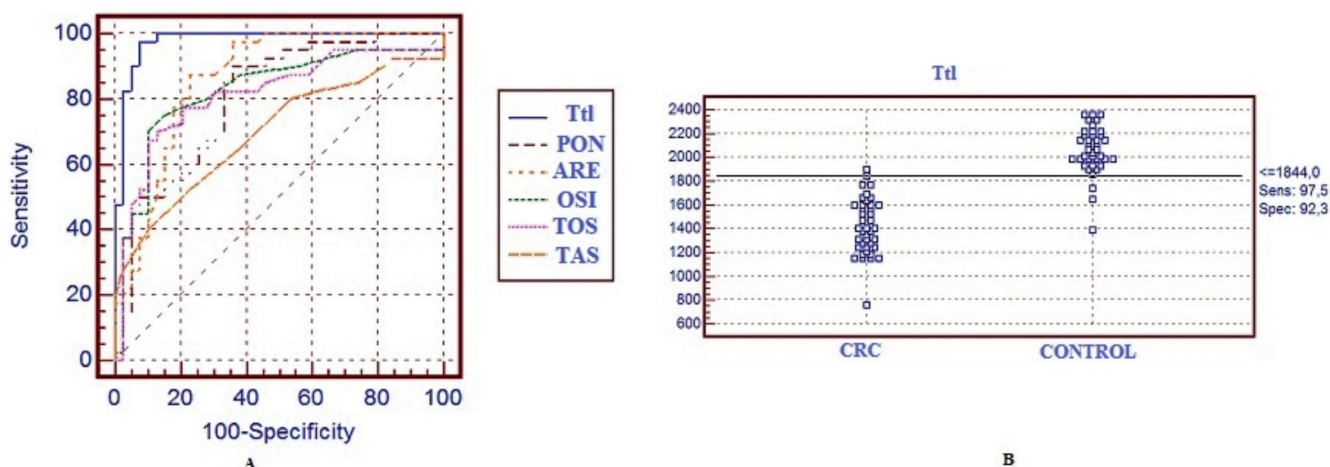 100
80
60
40
20
0
Sensitivity
0 20 40 60 80 100
100-Specificity
A
Ttl
PON
ARE
OSI
TOS
TAS
Ttl
2400
2200
2000
1800
1600
1400
1200
1000
800
600
<=1844,0
Sens: 97,5
Spec: 92,3
CRC CONTROL
B